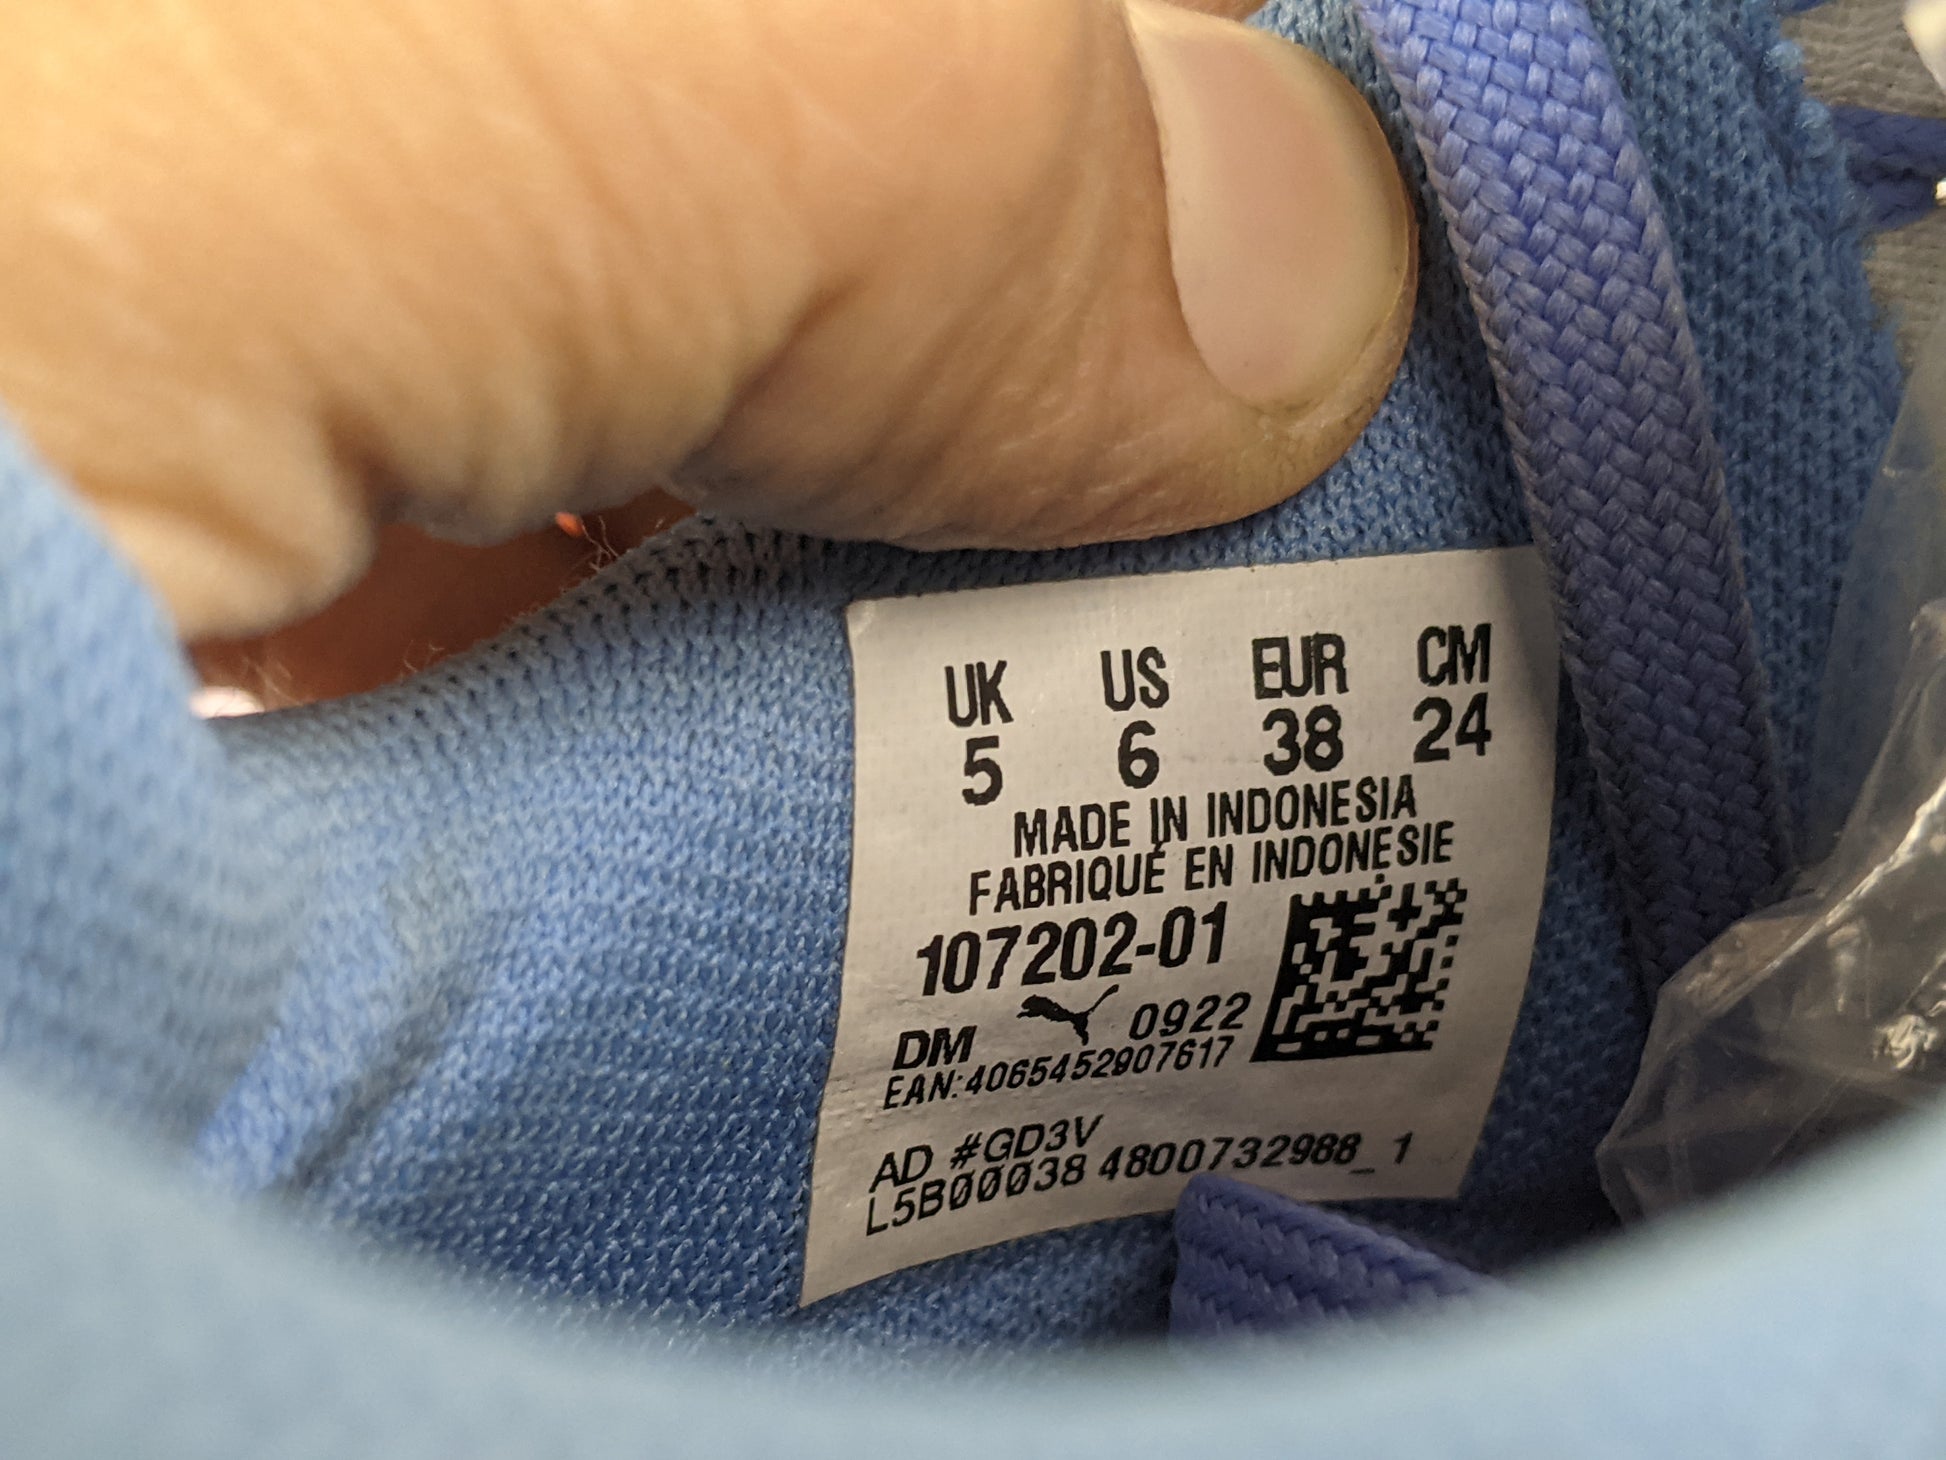 UK US EUR CM
5 6 38 24
MADE IN INDONESIA
FABRIQUÉ EN INDONESIE
107202-01
DM 0922
EAN:4065452907617
AD #GD3V
L5B00038 4800732988_1